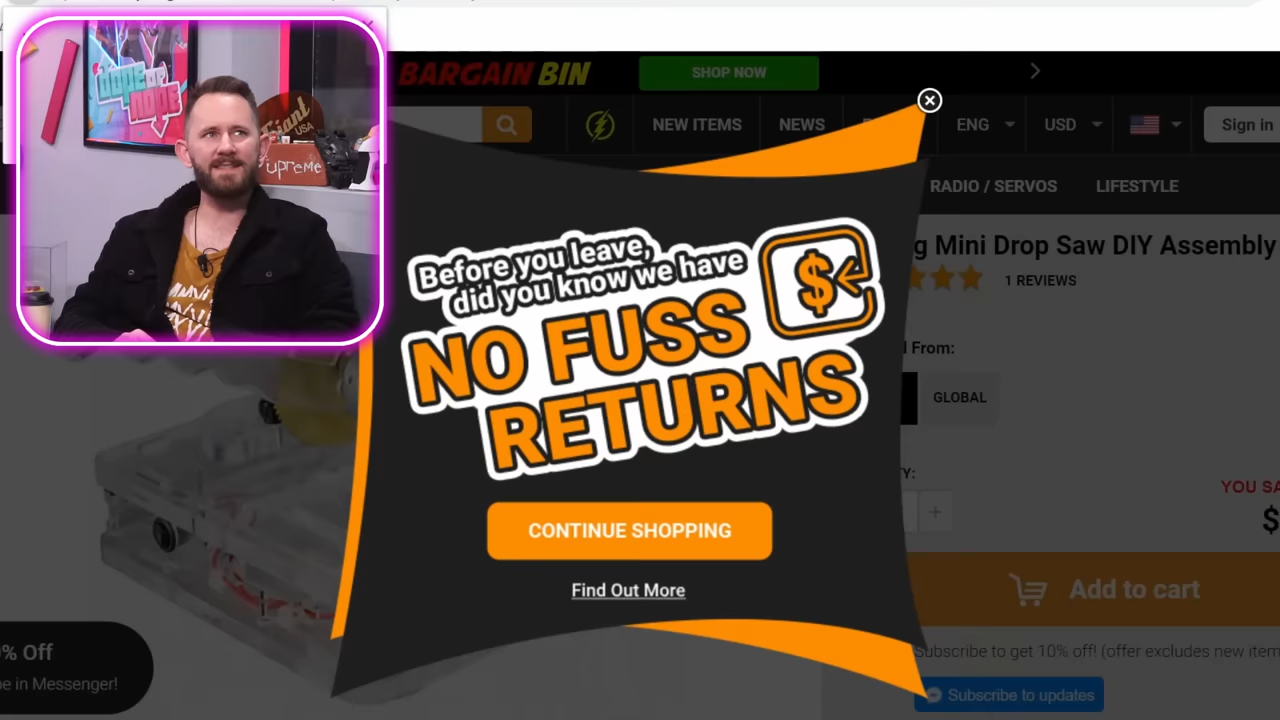 BARGAIN BIN
SHOP NOW
NEW ITEMS
NEWS
ENG
USD
Sign in
RADIO / SERVOS
LIFESTYLE
dope or nope
Giant
USA
Supreme
Before you leave,
did you know we have
NO FUSS
RETURNS
$
CONTINUE SHOPPING
Find Out More
g Mini Drop Saw DIY Assembly
1 REVIEWS
From:
GLOBAL
Y:
+
YOU SA
$
Add to cart
Subscribe to get 10% off! (offer excludes new item
Subscribe to updates
% Off
e in Messenger!